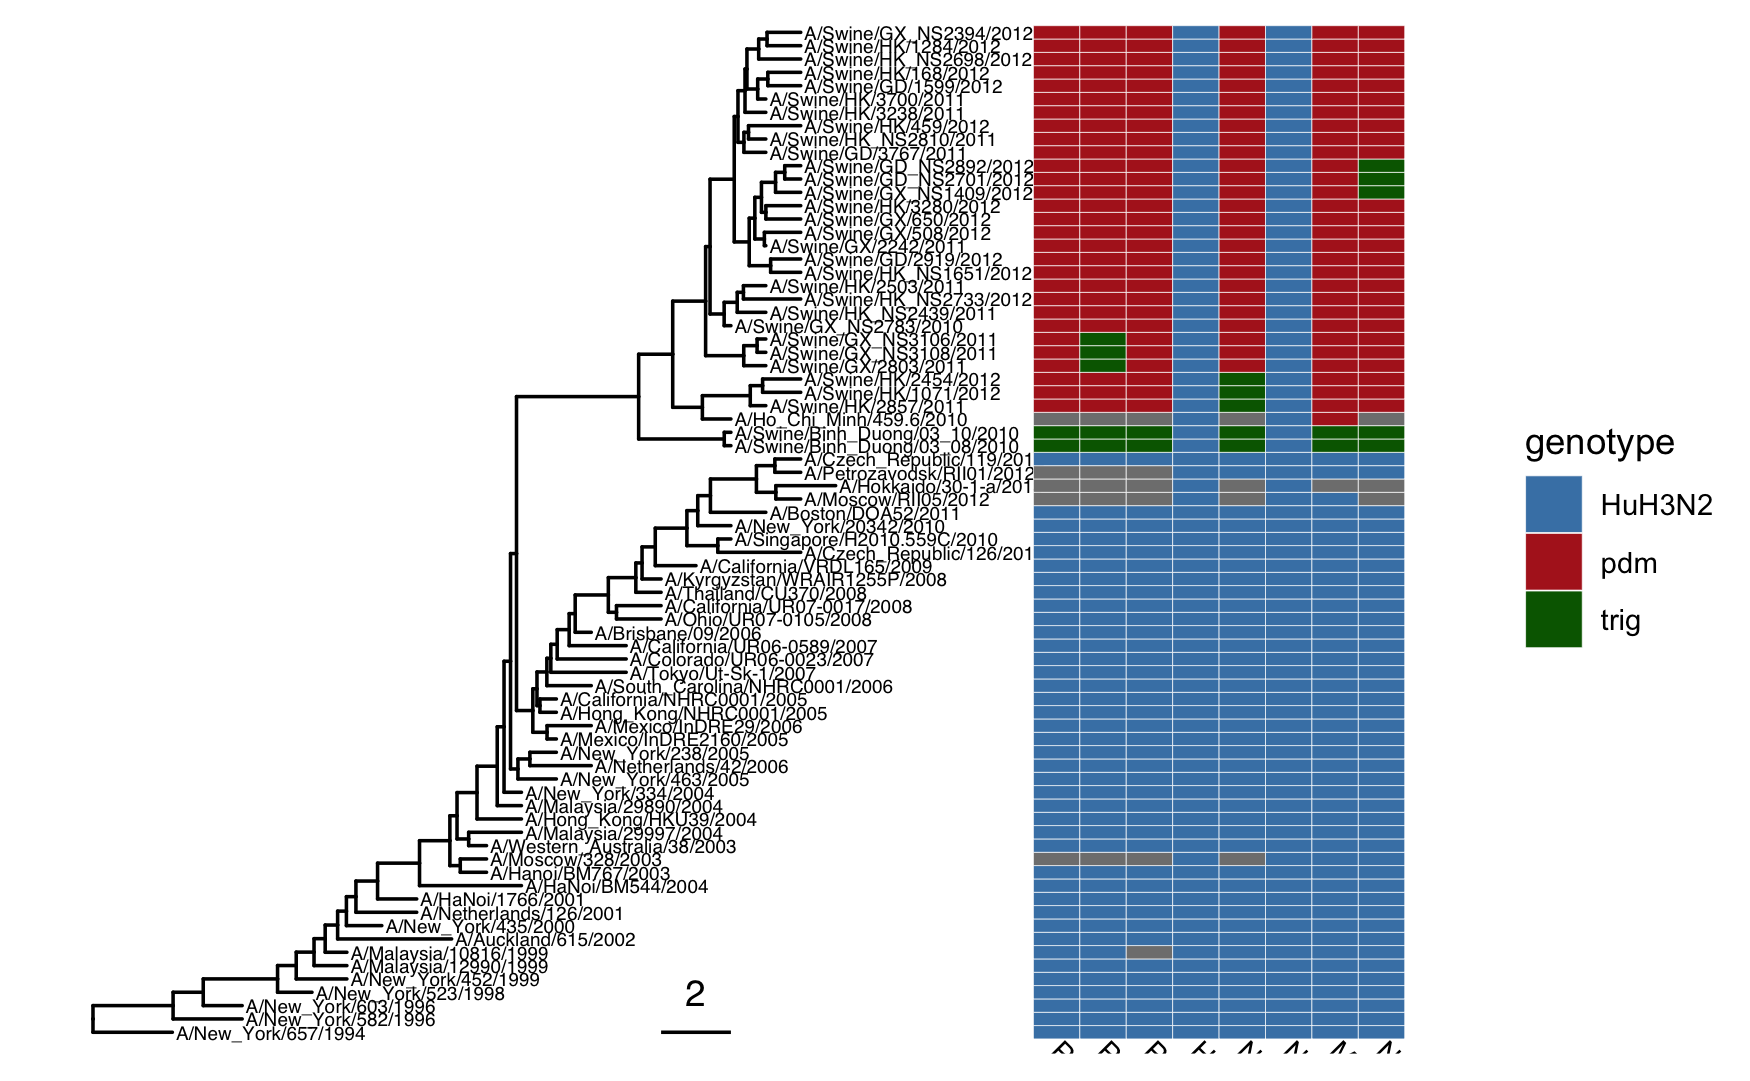 A/Swine/GX_NS2394/2012
A/Swine/HK/1284/2012
A/Swine/HK_NS2698/2012
A/Swine/HK/168/2012
A/Swine/GD/1599/2012
A/Swine/HK/3700/2011
A/Swine/HK/3238/2011
A/Swine/HK/459/2012
A/Swine/HK_NS2810/2011
A/Swine/GD/3767/2011
A/Swine/GD_NS2892/2012
A/Swine/GD_NS2701/2012
A/Swine/GX_NS1409/2012
A/Swine/HK/3280/2012
A/Swine/GX/650/2012
A/Swine/GX/508/2012
A/Swine/GX/2242/2011
A/Swine/GD/2919/2012
A/Swine/HK_NS1651/2012
A/Swine/HK/2503/2011
A/Swine/HK_NS2733/2012
A/Swine/HK_NS2439/2011
A/Swine/GX_NS2783/2010
A/Swine/GX_NS3106/2011
A/Swine/GX_NS3108/2011
A/Swine/GX/2803/2011
A/Swine/HK/2454/2012
A/Swine/HK/1071/2012
A/Swine/HK/2857/2011
A/Ho_Chi_Minh/459.6/2010
A/Swine/Binh_Duong/03_10/2010
A/Swine/Binh_Duong/03_08/2010
A/Czech_Republic/119/201
A/Petrozavodsk/RII01/2012
A/Hokkaido/30-1-a/201
A/Moscow/RII05/2012
A/Boston/DOA52/2011
A/New_York/20342/2010
A/Singapore/H2010.559C/2010
A/Czech_Republic/126/201
A/California/VRDL165/2009
A/Kyrgyzstan/WRAIR1255P/2008
A/Thailand/CU370/2008
A/California/UR07-0017/2008
A/Ohio/UR07-0105/2008
A/Brisbane/09/2006
A/California/UR06-0589/2007
A/Colorado/UR06-0023/2007
A/Tokyo/Ut-Sk-1/2007
A/South_Carolina/NHRC0001/2006
A/California/NHRC0001/2005
A/Hong_Kong/NHRC0001/2005
A/Mexico/InDRE29/2006
A/Mexico/InDRE2160/2005
A/New_York/238/2005
A/Netherlands/42/2006
A/New_York/463/2005
A/New_York/334/2004
A/Malaysia/29890/2004
A/Hong_Kong/HKU39/2004
A/Malaysia/29997/2004
A/Western_Australia/38/2003
A/Moscow/328/2003
A/Hanoi/BM767/2003
A/HaNoi/BM544/2004
A/HaNoi/1766/2001
A/Netherlands/126/2001
A/New_York/435/2000
A/Auckland/615/2002
A/Malaysia/10816/1999
A/Malaysia/12990/1999
A/New_York/452/1999
A/New_York/523/1998
A/New_York/603/1996
A/New_York/582/1996
A/New_York/657/1994
2
genotype
HuH3N2
pdm
trig